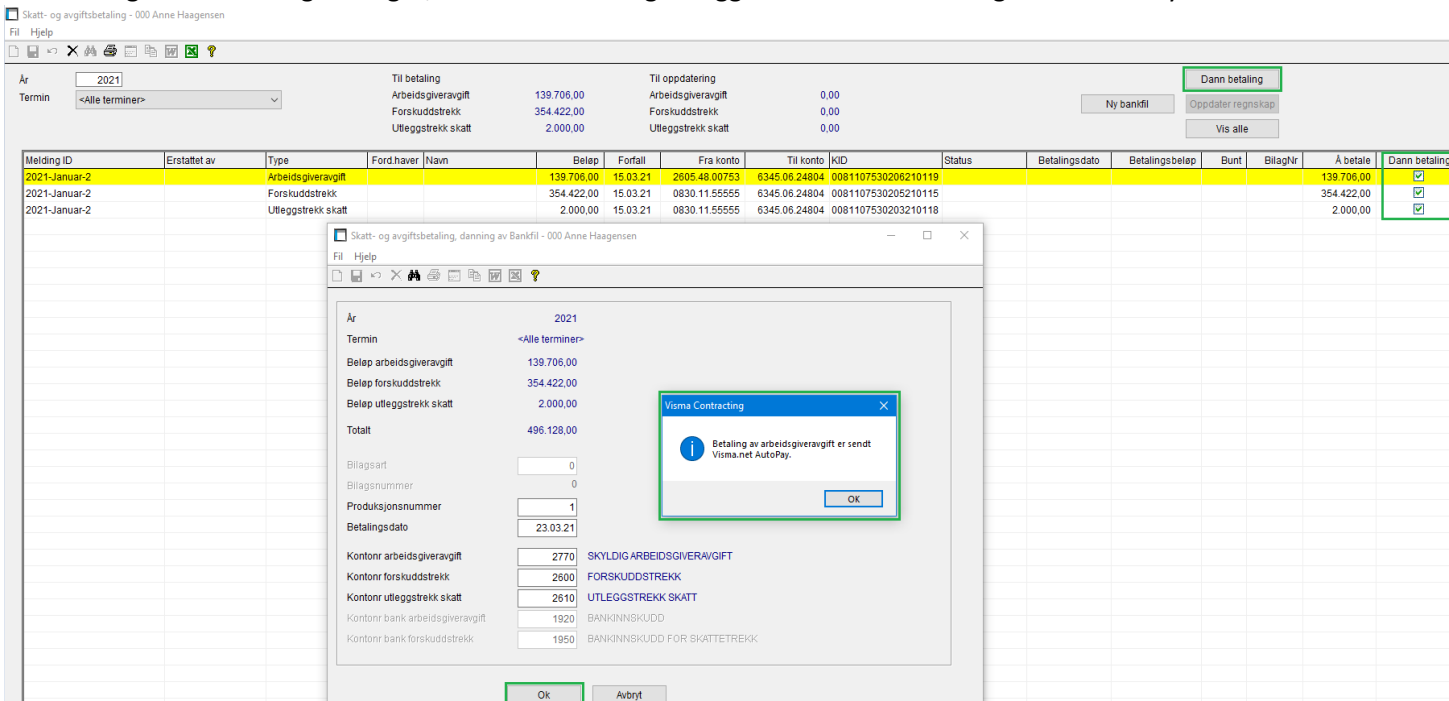 Skatt- og avgiftsbetaling - 000 Anne Haagensen
Fil Hjelp
År 2021
Termin <Alle terminer>
Til betaling
Arbeidsgiveravgift 139.706,00
Forskuddstrekk 354.422,00
Utleggstrekk skatt 2.000,00
Til oppdatering
Arbeidsgiveravgift 0,00
Forskuddstrekk 0,00
Utleggstrekk skatt 0,00
Dann betaling
Ny bankfil Oppdater regnskap
Vis alle
Melding ID Erstattet av Type Ford.haver Navn Beløp Forfall Fra konto Til konto KID Status Betalingsdato Betalingsbeløp Bunt BilagNr Å betale Dann betaling
2021-Januar-2 Arbeidsgiveravgift 139.706,00 15.03.21 2605.48.00753 6345.06.24804 0081107530206210119 139.706,00
2021-Januar-2 Forskuddstrekk 354.422,00 15.03.21 0830.11.55555 6345.06.24804 0081107530205210115 354.422,00
2021-Januar-2 Utleggstrekk skatt 2.000,00 15.03.21 0830.11.55555 6345.06.24804 0081107530203210118 2.000,00
Skatt- og avgiftsbetaling, danning av Bankfil - 000 Anne Haagensen
Fil Hjelp
År 2021
Termin <Alle terminer>
Beløp arbeidsgiveravgift 139.706,00
Beløp forskuddstrekk 354.422,00
Beløp utleggstrekk skatt 2.000,00
Totalt 496.128,00
Bilagsart 0
Bilagsnummer 0
Produksjonsnummer 1
Betalingsdato 23.03.21
Kontonr arbeidsgiveravgift 2770 SKYLDIG ARBEIDSGIVERAVGIFT
Kontonr forskuddstrekk 2600 FORSKUDDSTREKK
Kontonr utleggstrekk skatt 2610 UTLEGGSTREKK SKATT
Kontonr bank arbeidsgiveravgift 1920 BANKINNSKUDD
Kontonr bank forskuddstrekk 1950 BANKINNSKUDD FOR SKATTETREKK
Ok Avbryt
Visma Contracting
Betaling av arbeidsgiveravgift er sendt
Visma.net AutoPay.
OK